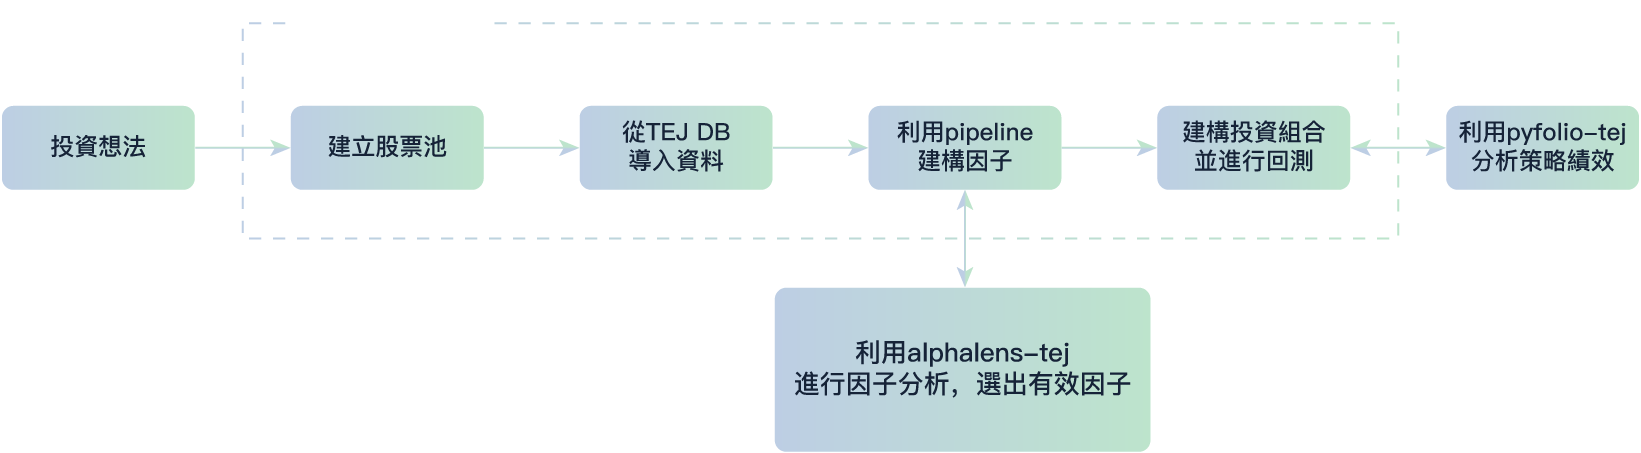 投資想法
建立股票池
從TEJ DB
導入資料
利用pipeline
建構因子
建構投資組合
並進行回測
利用pyfolio-tej
分析策略績效
利用alphalens-tej
進行因子分析，選出有效因子